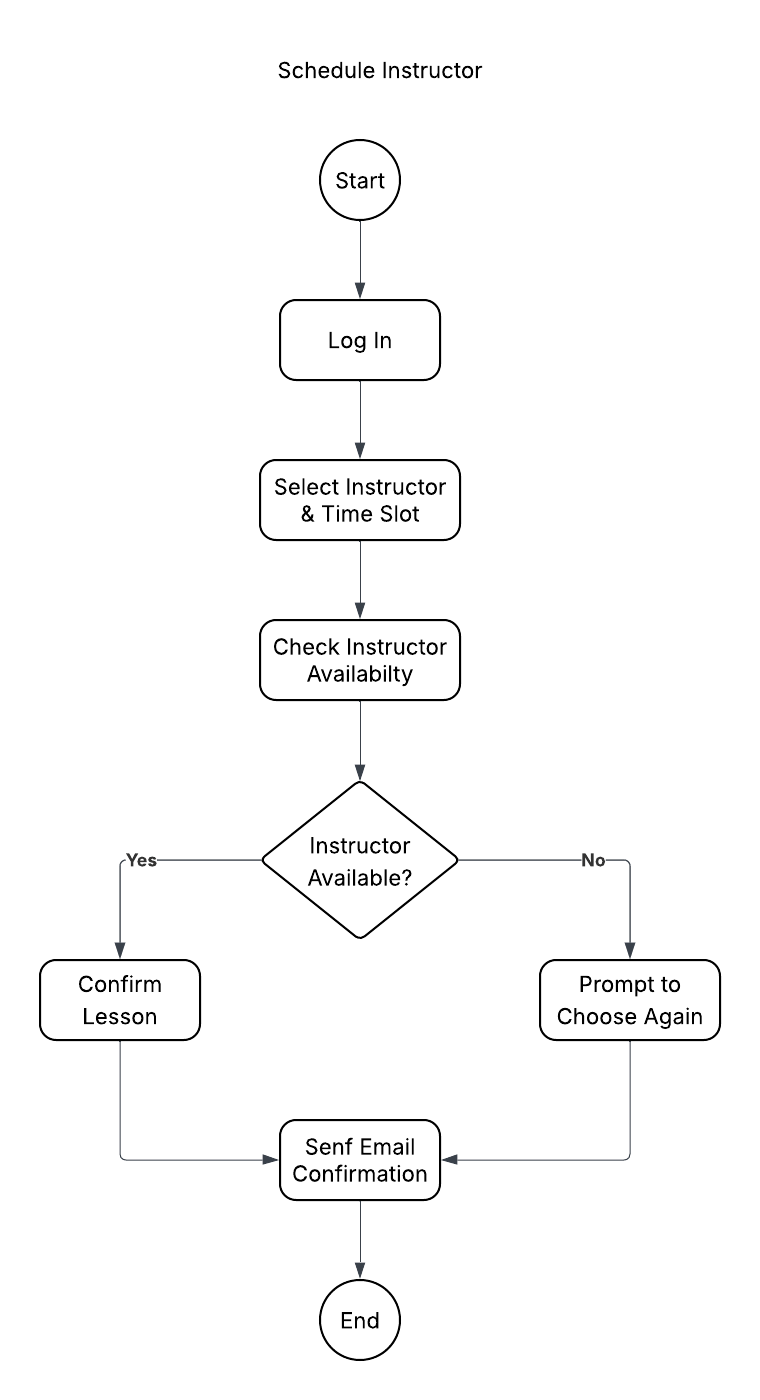 Schedule Instructor
Start
Log In
Select Instructor
& Time Slot
Check Instructor
Availabilty
Instructor
Available?
Yes
No
Confirm
Lesson
Prompt to
Choose Again
Senf Email
Confirmation
End